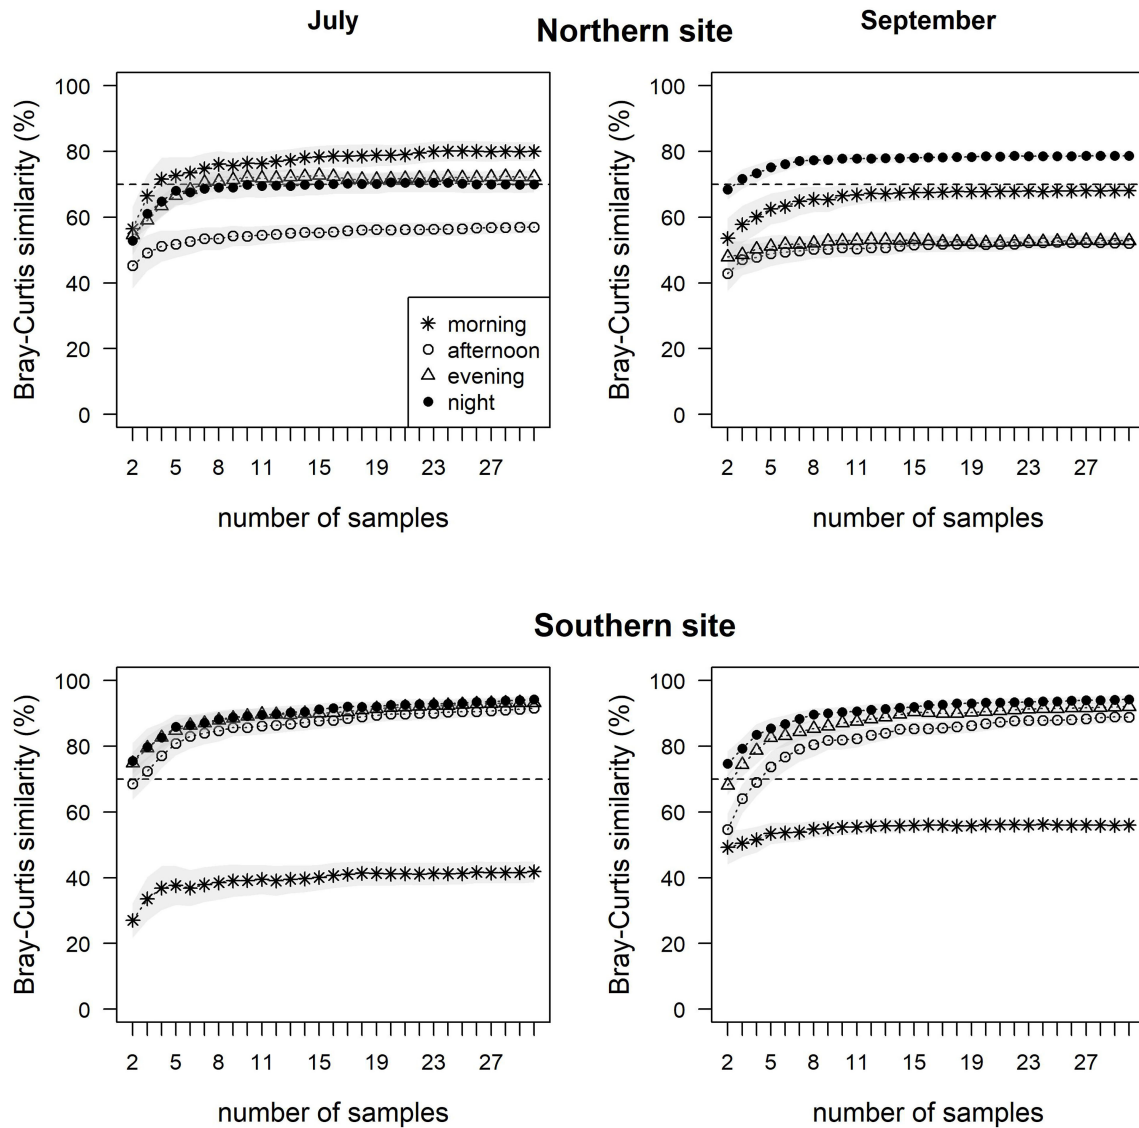 July
Northern site
September
Bray-Curtis similarity (%)
100
80
60
40
20
0
morning
afternoon
evening
night
2 5 8 11 15 19 23 27
number of samples
Bray-Curtis similarity (%)
100
80
60
40
20
0
2 5 8 11 15 19 23 27
number of samples
Southern site
Bray-Curtis similarity (%)
100
80
60
40
20
0
2 5 8 11 15 19 23 27
number of samples
Bray-Curtis similarity (%)
100
80
60
40
20
0
2 5 8 11 15 19 23 27
number of samples